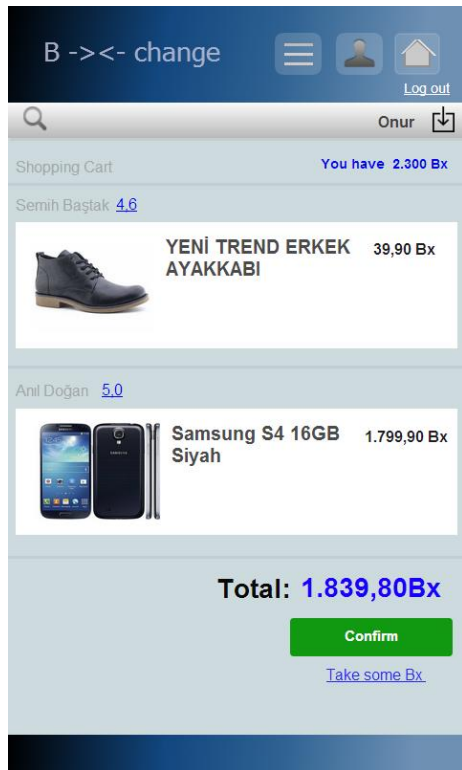 B -><- change
Log out
Onur
Shopping Cart
You have 2.300 Bx
Semih Baştak 4,6
YENİ TREND ERKEK 39,90 Bx
AYAKKABI
Anıl Doğan 5,0
Samsung S4 16GB 1.799,90 Bx
Siyah
Total: 1.839,80Bx
Confirm
Take some Bx